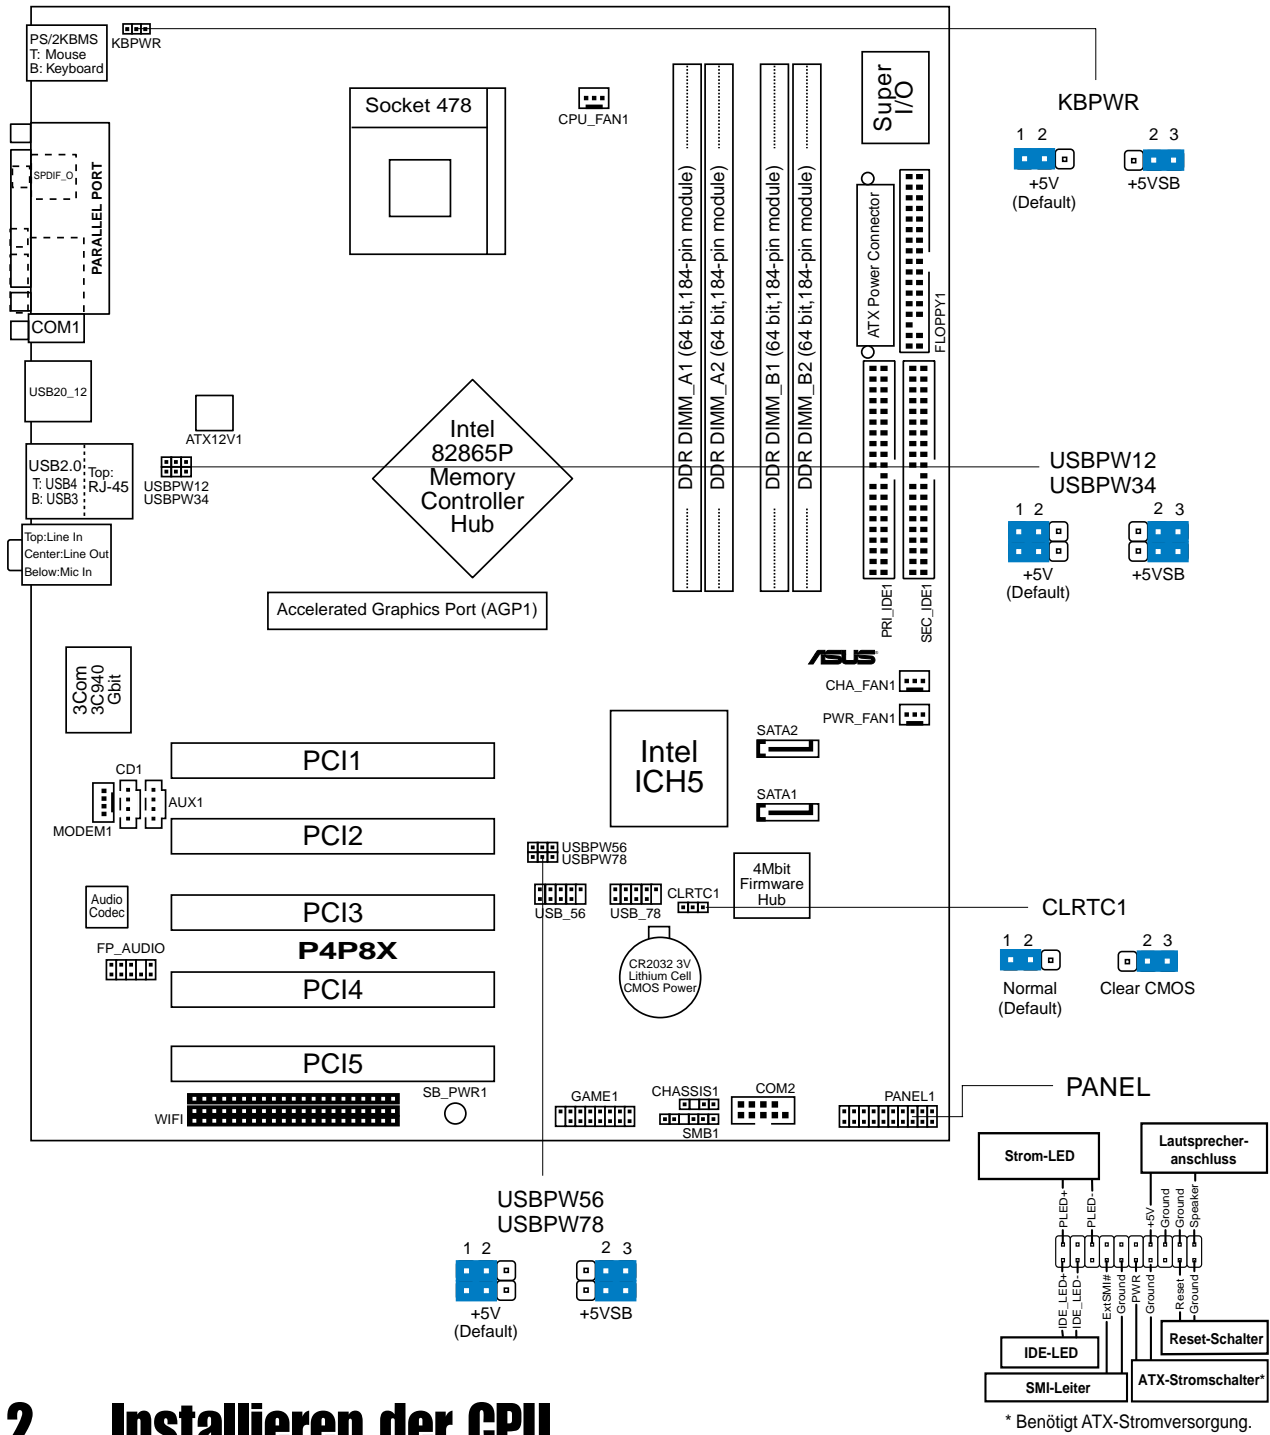 PS/2KBMS
T: Mouse
B: Keyboard
KBPWR
Socket 478
CPU_FAN1
Super
I/O
KBPWR
1 2
2 3
+5V
(Default)
+5VSB
SPDIF_O
PARALLEL PORT
COM1
DDR DIMM_A1 (64 bit,184-pin module)
DDR DIMM_A2 (64 bit,184-pin module)
DDR DIMM_B1 (64 bit,184-pin module)
DDR DIMM_B2 (64 bit,184-pin module)
ATX Power Connector
FLOPPY1
USB20_12
ATX12V1
USB2.0
T: USB4
B: USB3
Top:
RJ-45
USBPW12
USBPW34
Intel
82865P
Memory
Controller
Hub
USBPW12
USBPW34
1 2
2 3
+5V
(Default)
+5VSB
Top:Line In
Center:Line Out
Below:Mic In
Accelerated Graphics Port (AGP1)
PRI_IDE1
SEC_IDE1
ASUS
CHA_FAN1
PWR_FAN1
3Com
3C940
Gbit
Intel
ICH5
SATA2
SATA1
PCI1
CD1
AUX1
MODEM1
PCI2
USBPW56
USBPW78
4Mbit
Firmware
Hub
Audio
Codec
PCI3
USB_56
USB_78
CLRTC1
CLRTC1
1 2
2 3
Normal
(Default)
Clear CMOS
P4P8X
FP_AUDIO
CR2032 3V
Lithium Cell
CMOS Power
PCI4
PCI5
SB_PWR1
WIFI
GAME1
CHASSIS1
SMB1
COM2
PANEL1
PANEL
Strom-LED
Lautsprecher-
anschluss
PLED+
PLED-
+5V
Ground
Ground
Speaker
IDE_LED+
IDE_LED-
ExtSMI#
Ground
PWR
Ground
Reset
Ground
Reset-Schalter
IDE-LED
ATX-Stromschalter*
SMI-Leiter
* Benötigt ATX-Stromversorgung.
USBPW56
USBPW78
1 2
2 3
+5V
(Default)
+5VSB
2 Installieren der CPU